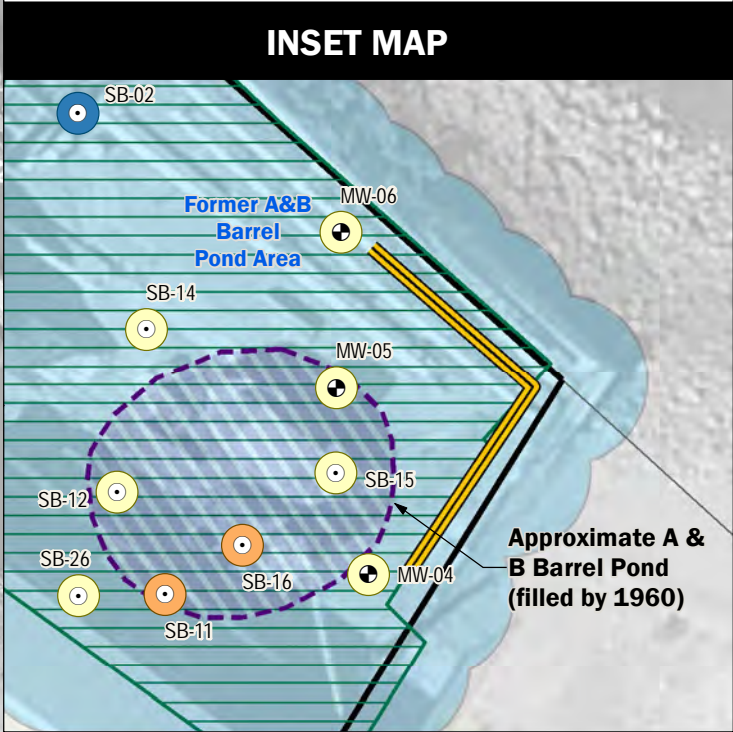 INSET MAP
SB-02
MW-06
Former A&B
Barrel
Pond Area
SB-14
MW-05
SB-15
SB-12
Approximate A &
B Barrel Pond
(filled by 1960)
SB-26
SB-16
MW-04
SB-11